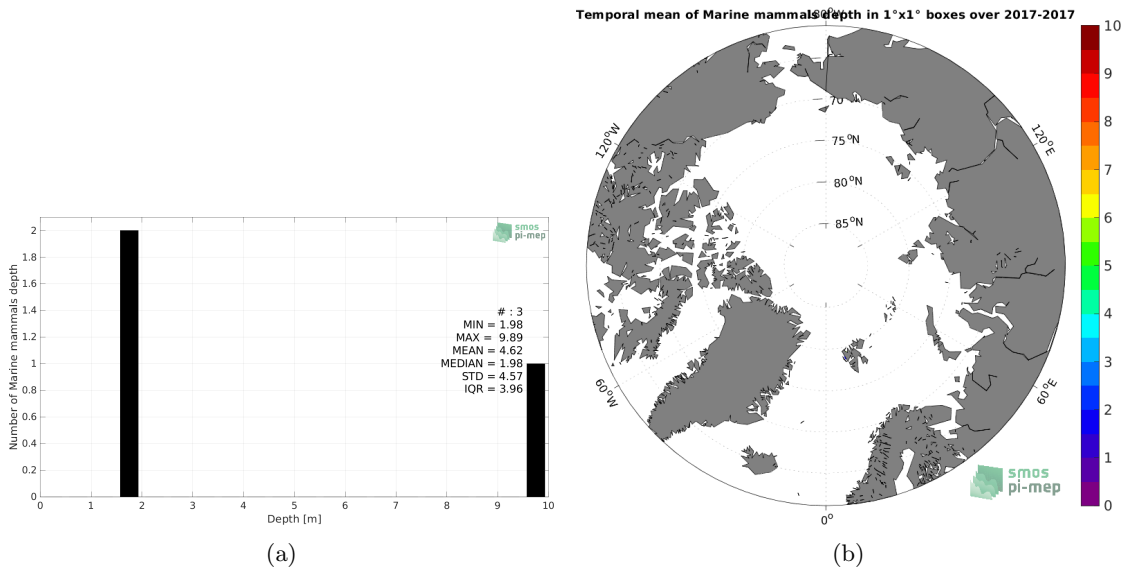 smos
pi-mep
# : 3
MIN = 1.98
MAX = 9.89
MEAN = 4.62
MEDIAN = 1.98
STD = 4.57
IQR = 3.96
2
1.8
1.6
1.4
1.2
1
0.8
0.6
0.4
0.2
0
Number of Marine mammals depth
0 1 2 3 4 5 6 7 8 9 10
Depth [m]
(a)
Temporal mean of Marine mammals depth in 1°x1° boxes over 2017-2017
180°W
120°W
120°E
70°N
75°N
80°N
85°N
60°W
60°E
0°
smos
pi-mep
10
9
8
7
6
5
4
3
2
1
0
(b)